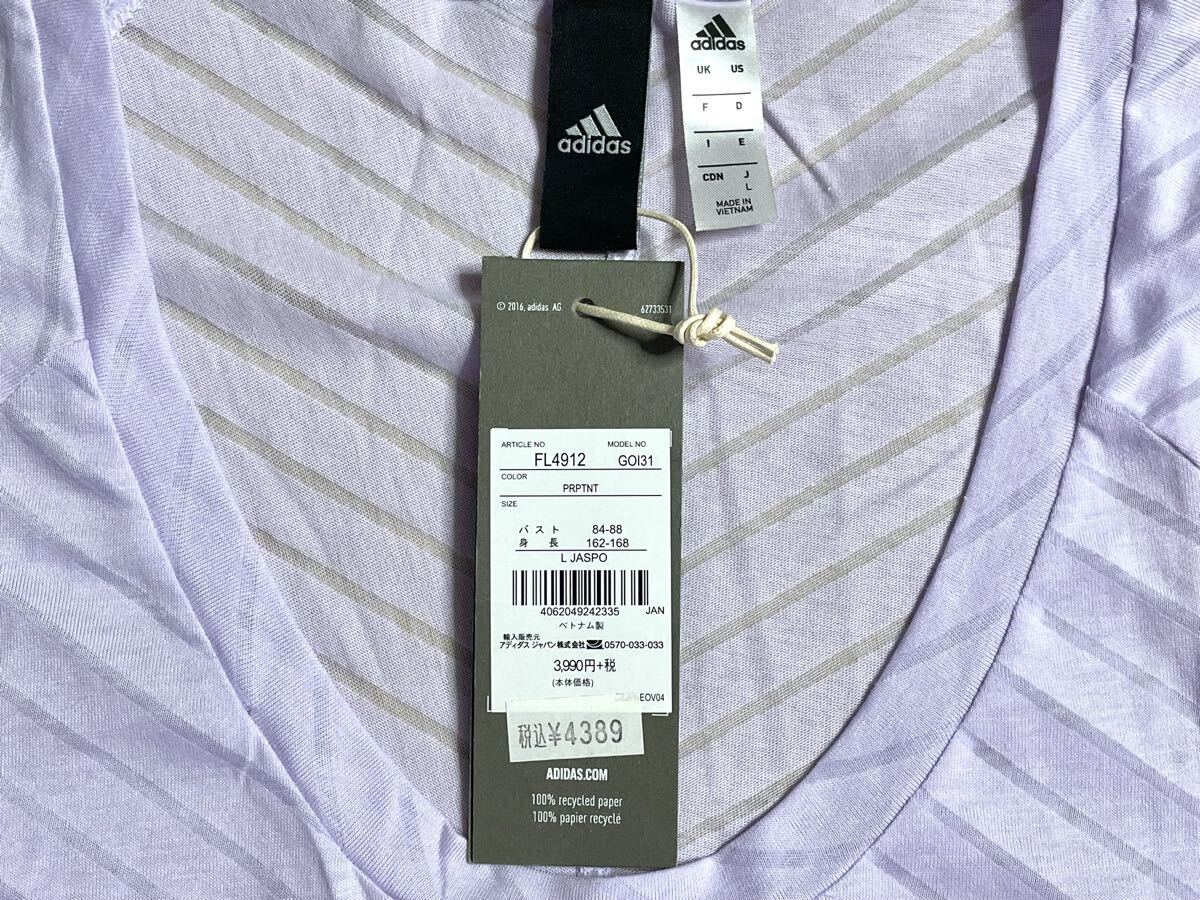 adidas
adidas
UK US
F D
I E
CDN J
L
MADE IN
VIETNAM
© 2016, adidas AG 62733531
ARTICLE NO. MODEL NO.
FL4912 GOI31
COLOR
PRPTNT
SIZE
バスト 84-88
身長 162-168
L JASPO
4062049242335 JAN
ベトナム製
輸入販売元
アディダス ジャパン株式会社 0570-033-033
3,990円+税
(本体価格)
EOV04
税込¥4389
ADIDAS.COM
100% recycled paper
100% papier recyclé